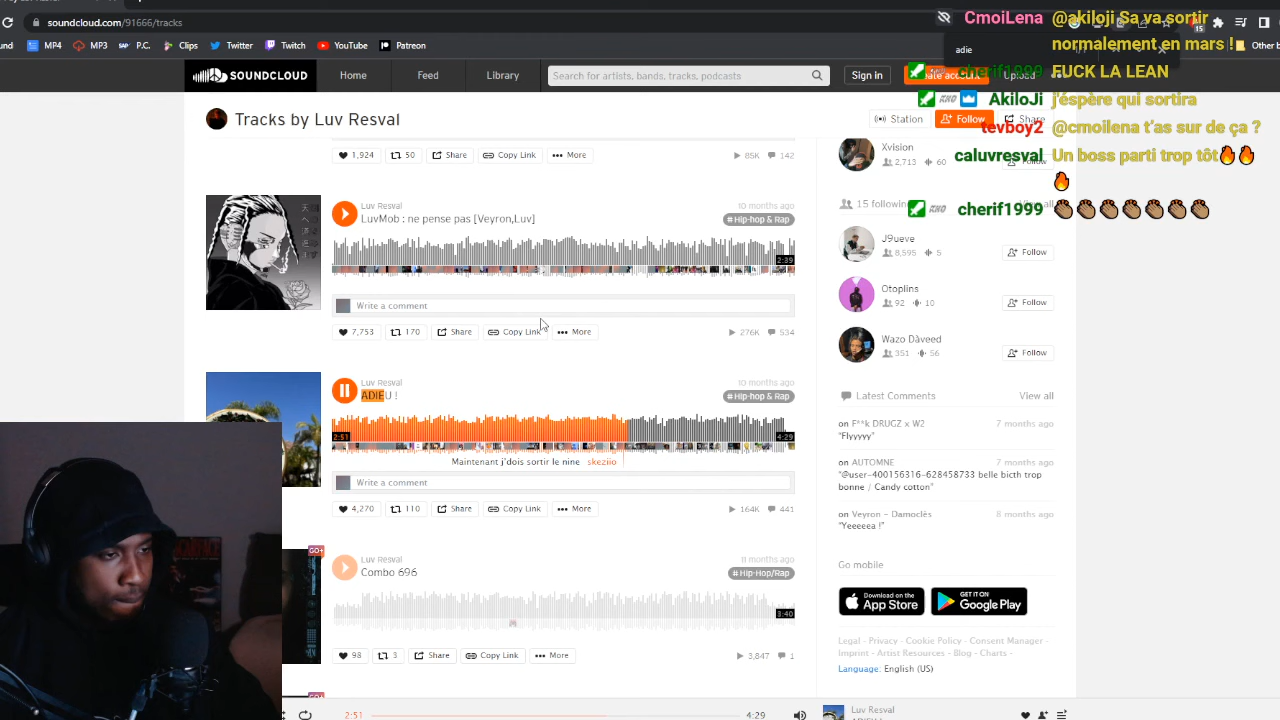 soundcloud.com/91666/tracks
adie
MP4 MP3 P.C. Clips Twitter Twitch YouTube Patreon
SOUNDCLOUD Home Feed Library Search for artists, bands, tracks, podcasts Sign in Upload
CmoiLena @akiloji Sa va sortir
normalement en mars !
cherif1999 FUCK LA LEAN
AkiloJi j'éspère qui sortira
tevboy2 @cmoilena t'as sur de ça ?
caluvresval Un boss parti trop tôt🔥🔥
🔥
cherif1999 👏🏽👏🏽👏🏽👏🏽👏🏽👏🏽👏🏽
Tracks by Luv Resval
Station Follow Share
1,924 50 Share Copy Link More 85K 142
Luv Resval 10 months ago
LuvMob : ne pense pas [Veyron,Luv] # Hip-hop & Rap
2:39
Write a comment
7,753 170 Share Copy Link More 276K 534
Luv Resval 10 months ago
ADIEU ! # Hip-hop & Rap
2:51 4:29
Maintenant j'dois sortir le nine skeziio
Write a comment
4,270 110 Share Copy Link More 164K 441
GO+
Luv Resval 11 months ago
Combo 696 # Hip-Hop/Rap
3:40
98 3 Share Copy Link More 3,847 1
Xvision
2,713 60 Follow
15 following View all
J9ueve
8,595 5 Follow
Otoplins
92 10 Follow
Wazo Dàveed
351 56 Follow
Latest Comments View all
on F**k DRUGZ x W2 7 months ago
"Flyyyyy"
on AUTOMNE 7 months ago
"@user-400156316-628458733 belle bicth trop
bonne / Candy cotton"
on Veyron - Damoclès 8 months ago
"Yeeeeea !"
Go mobile
Download on the App Store GET IT ON Google Play
Legal - Privacy - Cookie Policy - Consent Manager -
Imprint - Artist Resources - Blog - Charts -
Language: English (US)
2:51 4:29 Luv Resval